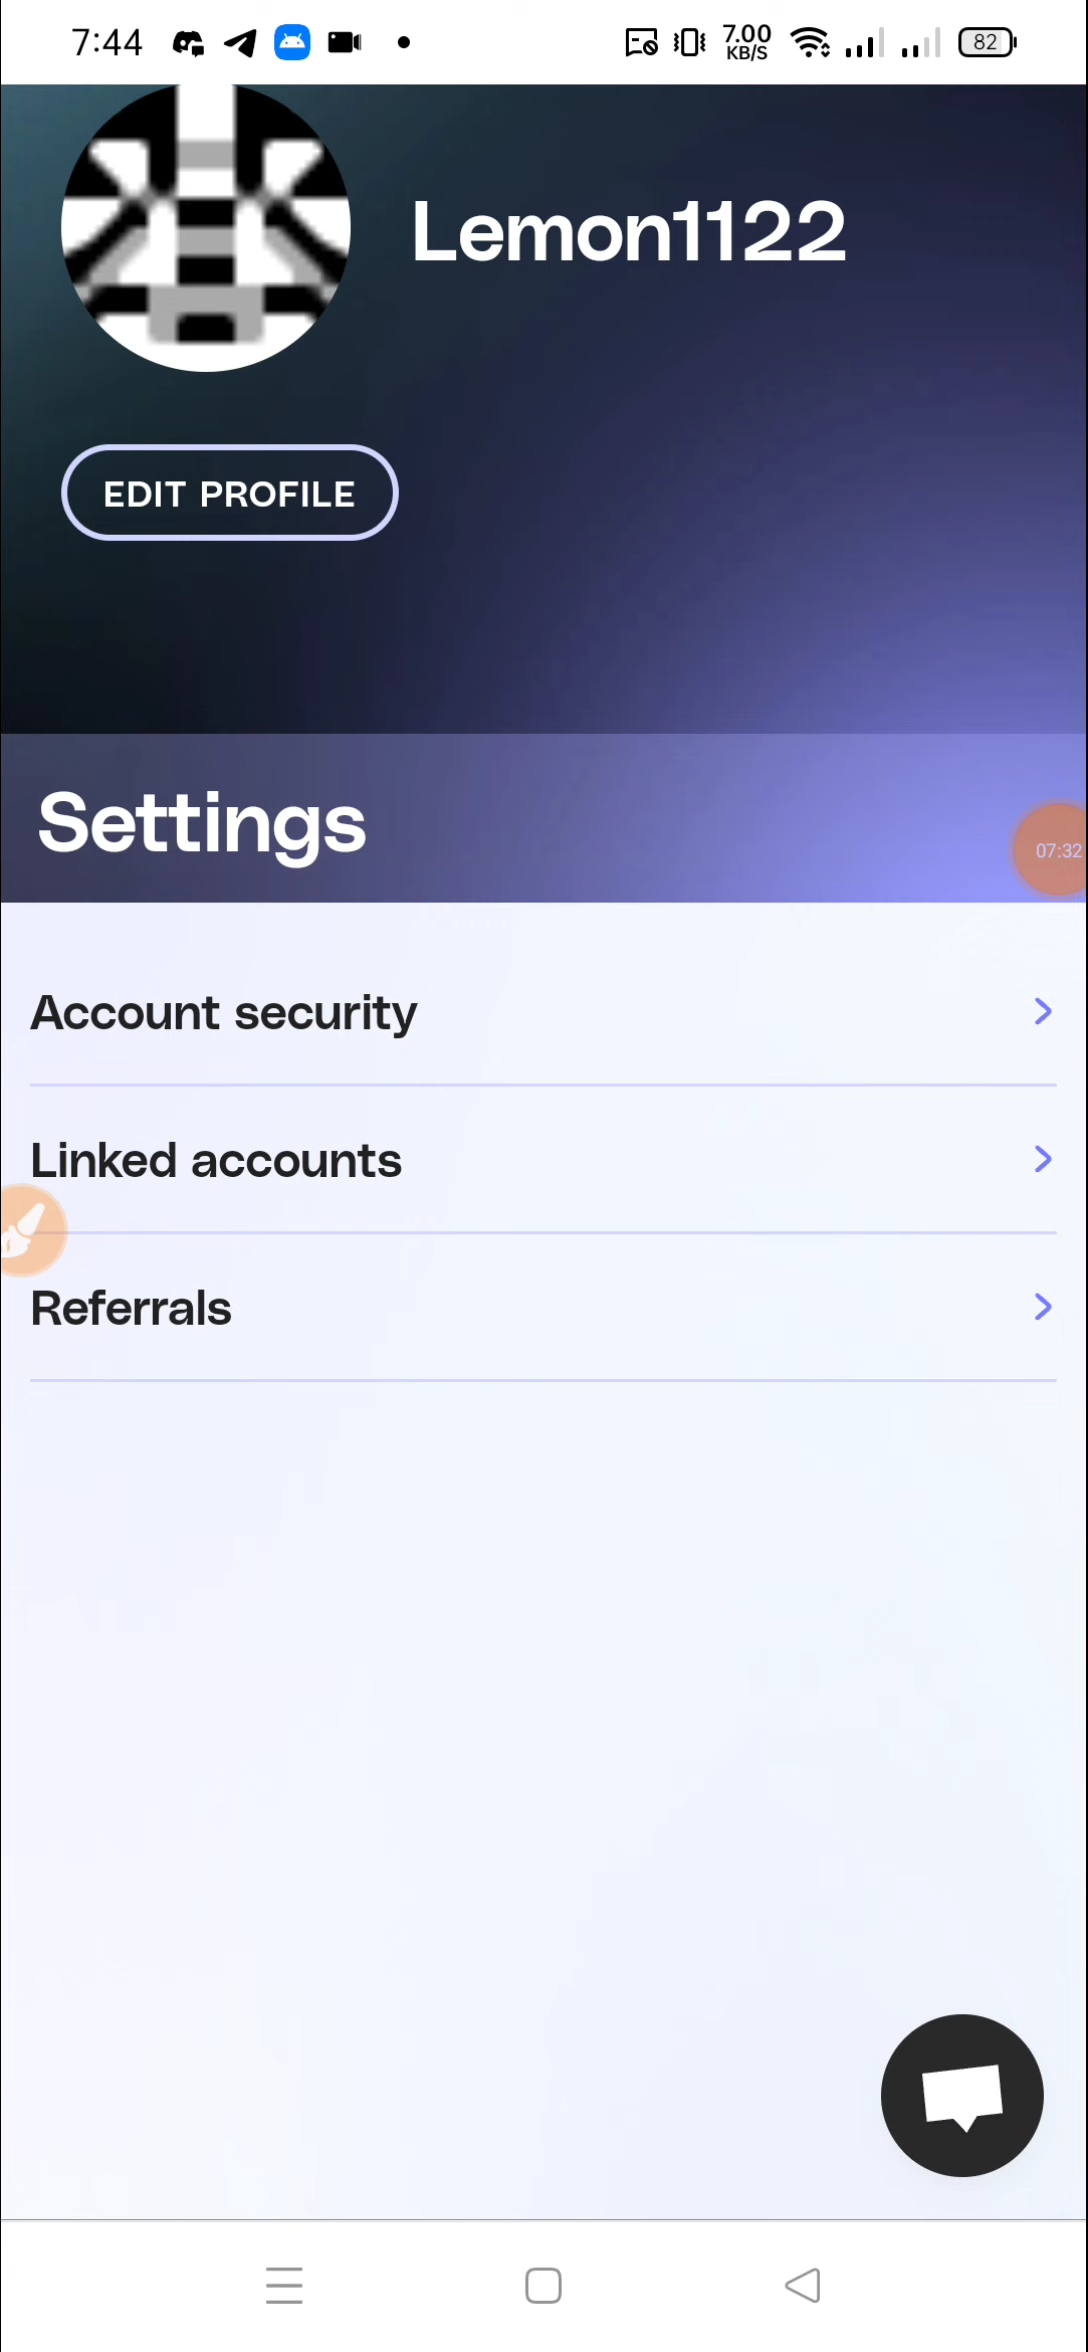 7:44
7.00
KB/S
82
Lemon1122
EDIT PROFILE
Settings
07:32
Account security
Linked accounts
Referrals